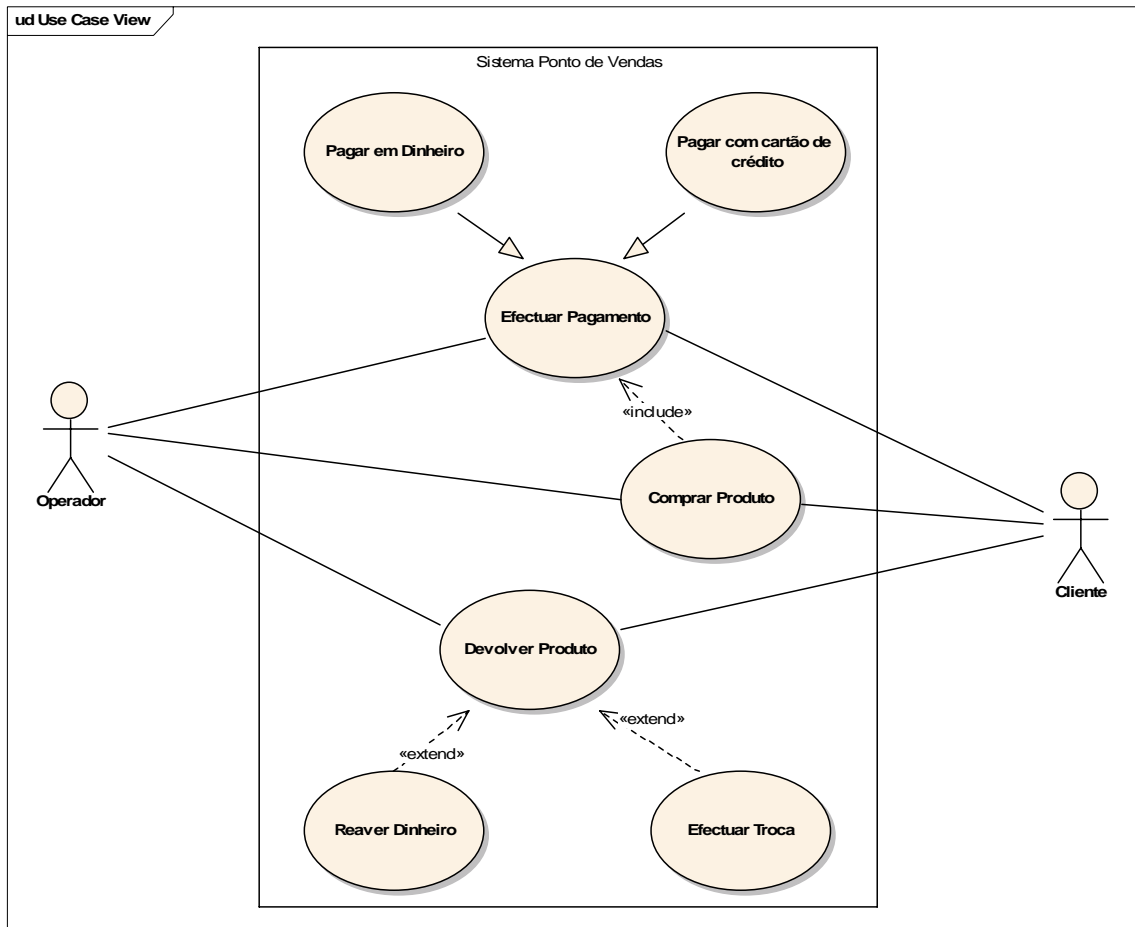 ud Use Case View
Sistema Ponto de Vendas
Pagar em Dinheiro
Pagar com cartão de
crédito
Efectuar Pagamento
«include»
Operador
Comprar Produto
Cliente
Devolver Produto
«extend»
«extend»
Reaver Dinheiro
Efectuar Troca